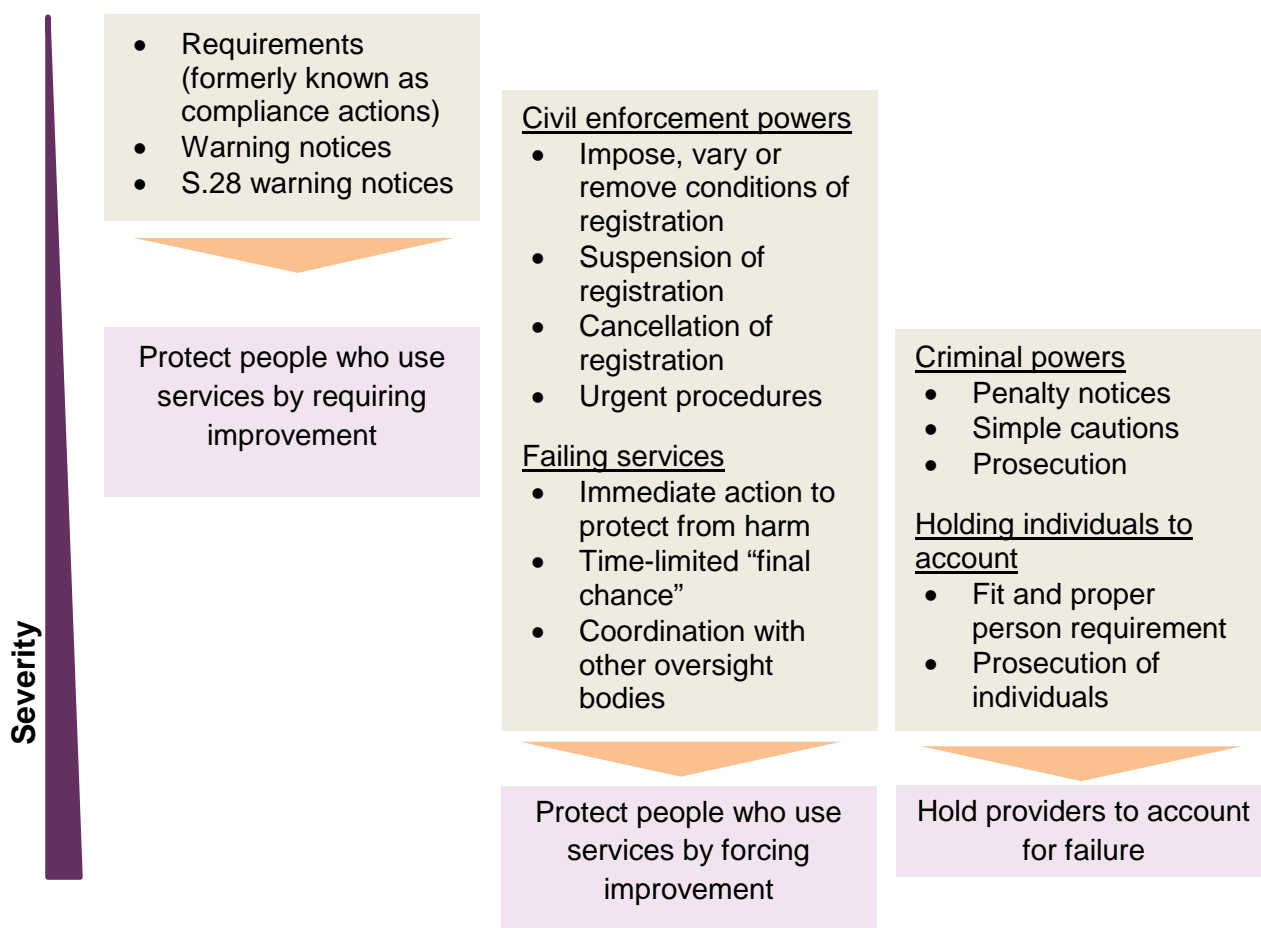 • Requirements
(formerly known as
compliance actions)
• Warning notices
• S.28 warning notices
Protect people who use
services by requiring
improvement
Civil enforcement powers
• Impose, vary or
remove conditions of
registration
• Suspension of
registration
• Cancellation of
registration
• Urgent procedures
Failing services
• Immediate action to
protect from harm
• Time-limited “final
chance”
• Coordination with
other oversight
bodies
Protect people who use
services by forcing
improvement
Criminal powers
• Penalty notices
• Simple cautions
• Prosecution
Holding individuals to
account
• Fit and proper
person requirement
• Prosecution of
individuals
Hold providers to account
for failure
Severity